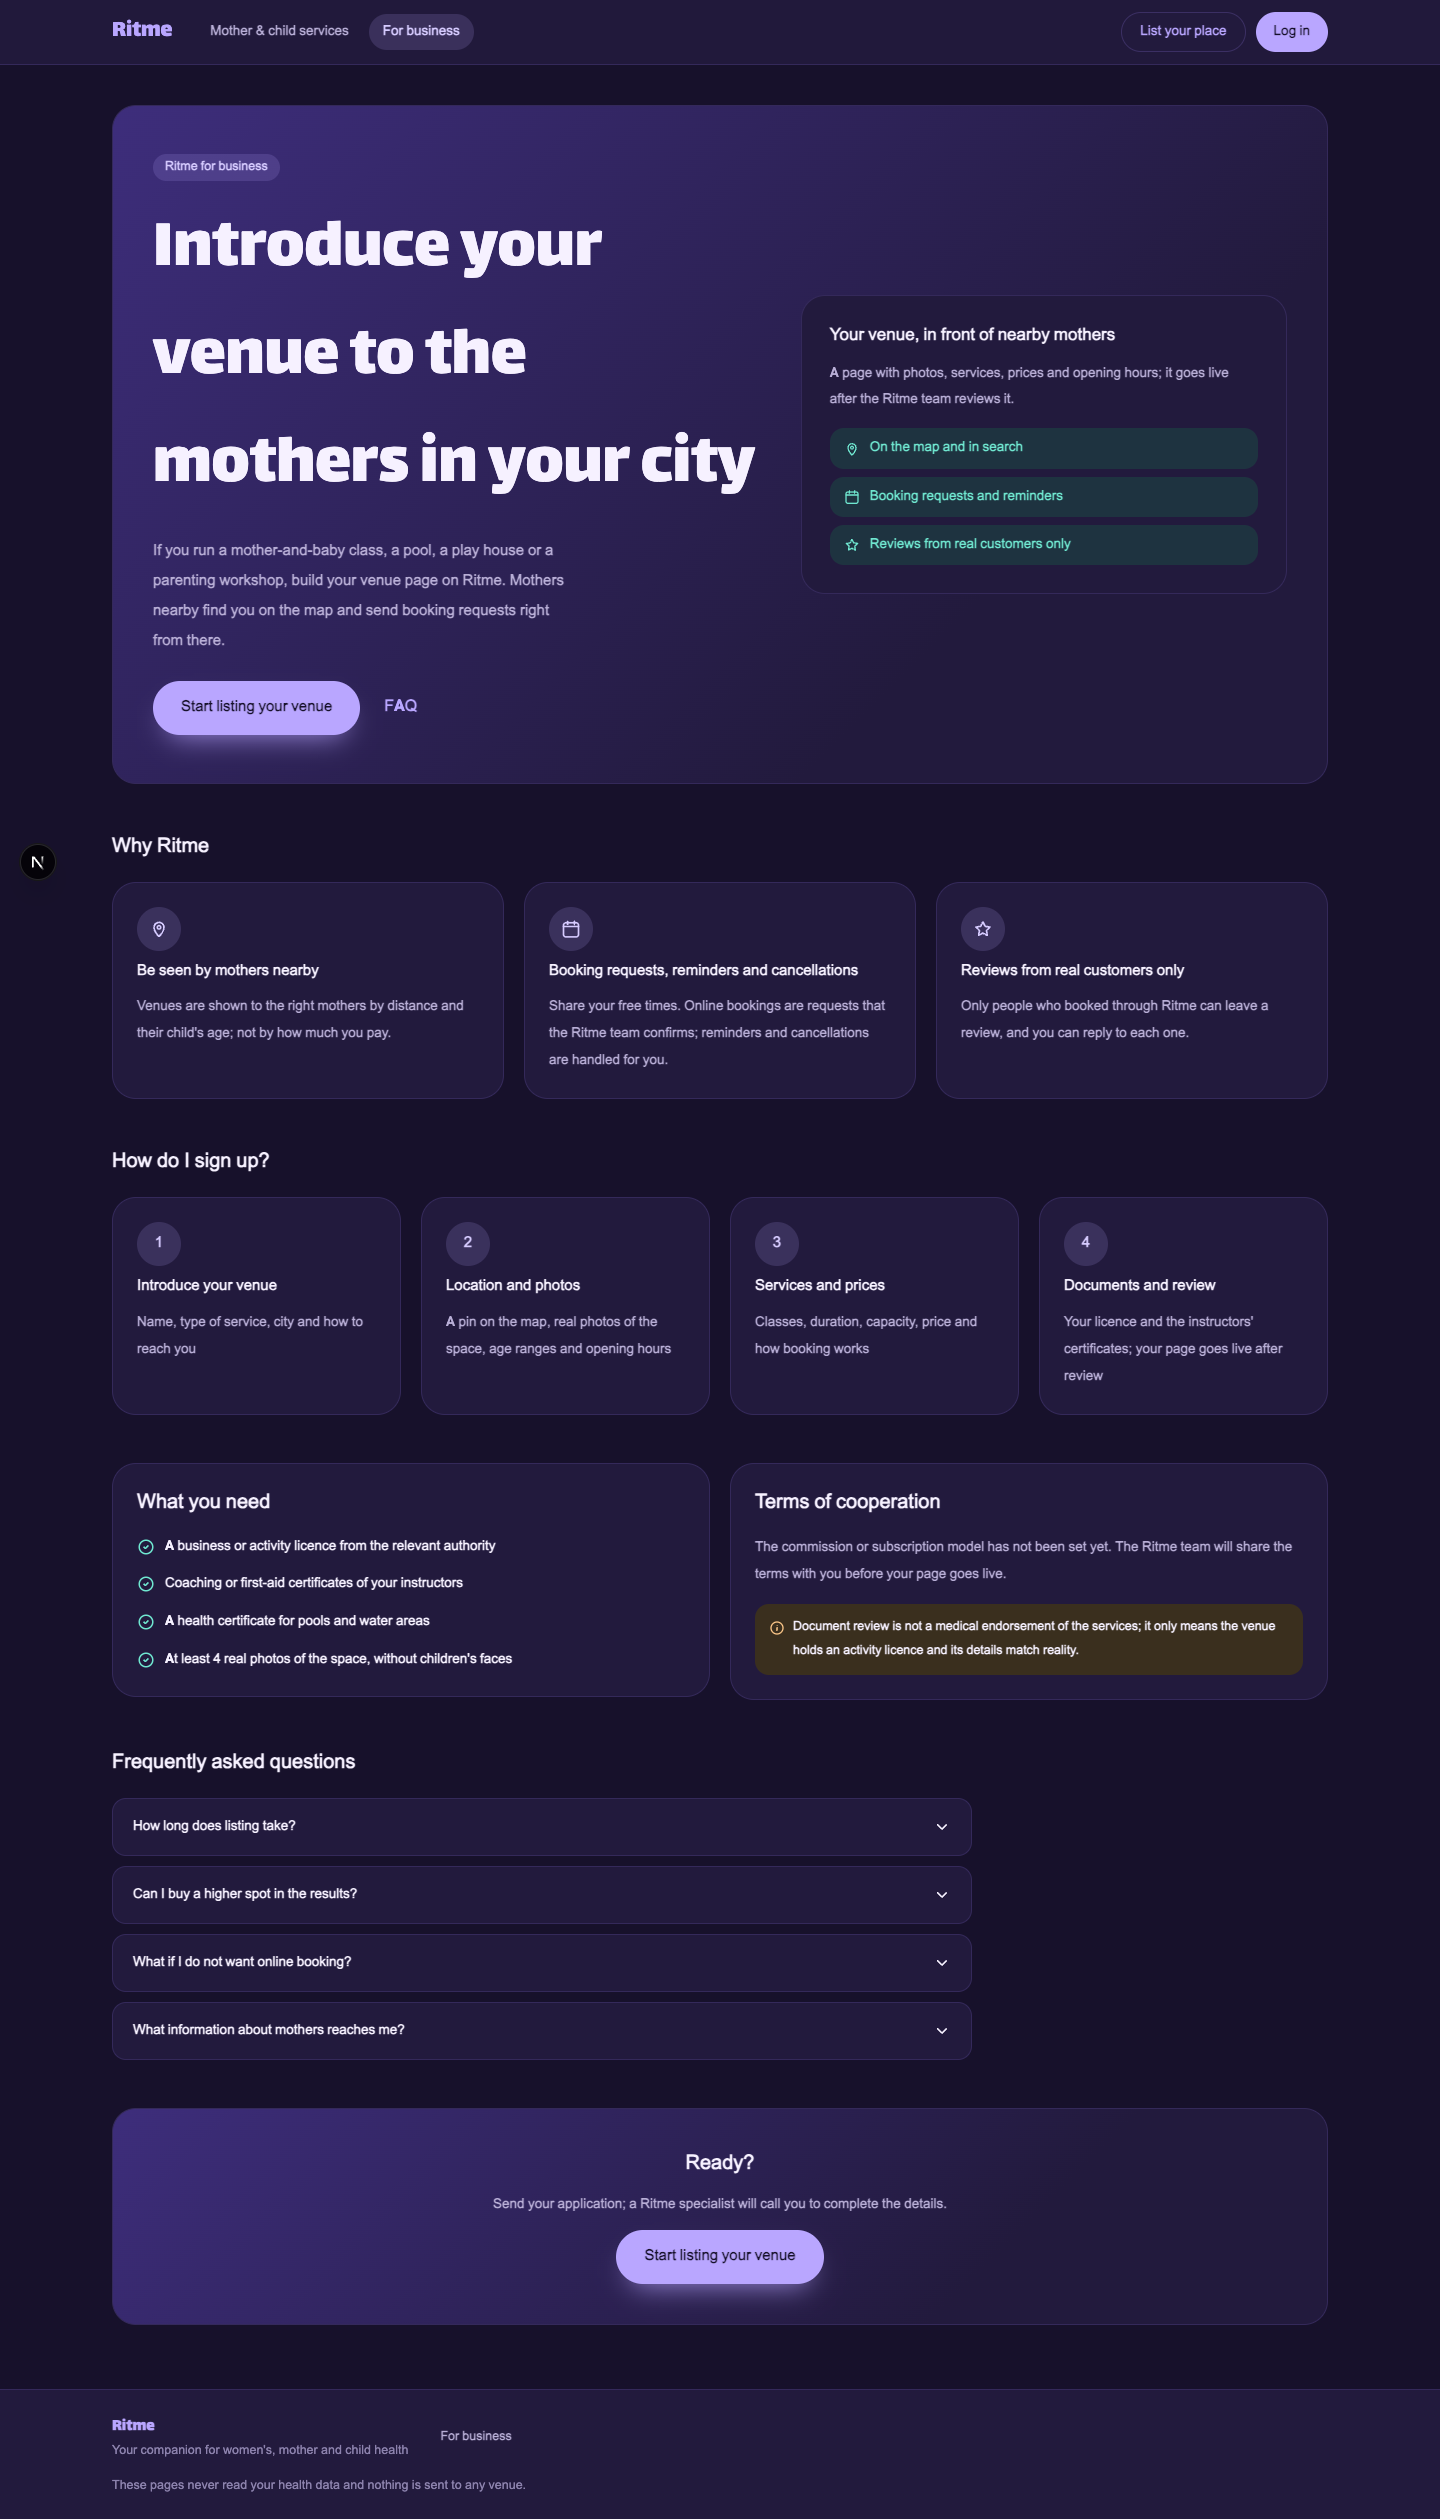 Ritme
Mother & child services
For business
List your place
Log in
Ritme for business
Introduce your
venue to the
mothers in your city
If you run a mother-and-baby class, a pool, a play house or a
parenting workshop, build your venue page on Ritme. Mothers
nearby find you on the map and send booking requests right
from there.
Start listing your venue
FAQ
Your venue, in front of nearby mothers
A page with photos, services, prices and opening hours; it goes live
after the Ritme team reviews it.
On the map and in search
Booking requests and reminders
Reviews from real customers only
Why Ritme
N
Be seen by mothers nearby
Venues are shown to the right mothers by distance and
their child's age; not by how much you pay.
Booking requests, reminders and cancellations
Share your free times. Online bookings are requests that
the Ritme team confirms; reminders and cancellations
are handled for you.
Reviews from real customers only
Only people who booked through Ritme can leave a
review, and you can reply to each one.
How do I sign up?
1
Introduce your venue
Name, type of service, city and how to
reach you
2
Location and photos
A pin on the map, real photos of the
space, age ranges and opening hours
3
Services and prices
Classes, duration, capacity, price and
how booking works
4
Documents and review
Your licence and the instructors'
certificates; your page goes live after
review
What you need
A business or activity licence from the relevant authority
Coaching or first-aid certificates of your instructors
A health certificate for pools and water areas
At least 4 real photos of the space, without children's faces
Terms of cooperation
The commission or subscription model has not been set yet. The Ritme team will share the
terms with you before your page goes live.
Document review is not a medical endorsement of the services; it only means the venue
holds an activity licence and its details match reality.
Frequently asked questions
How long does listing take?
Can I buy a higher spot in the results?
What if I do not want online booking?
What information about mothers reaches me?
Ready?
Send your application; a Ritme specialist will call you to complete the details.
Start listing your venue
Ritme
Your companion for women's, mother and child health
For business
These pages never read your health data and nothing is sent to any venue.